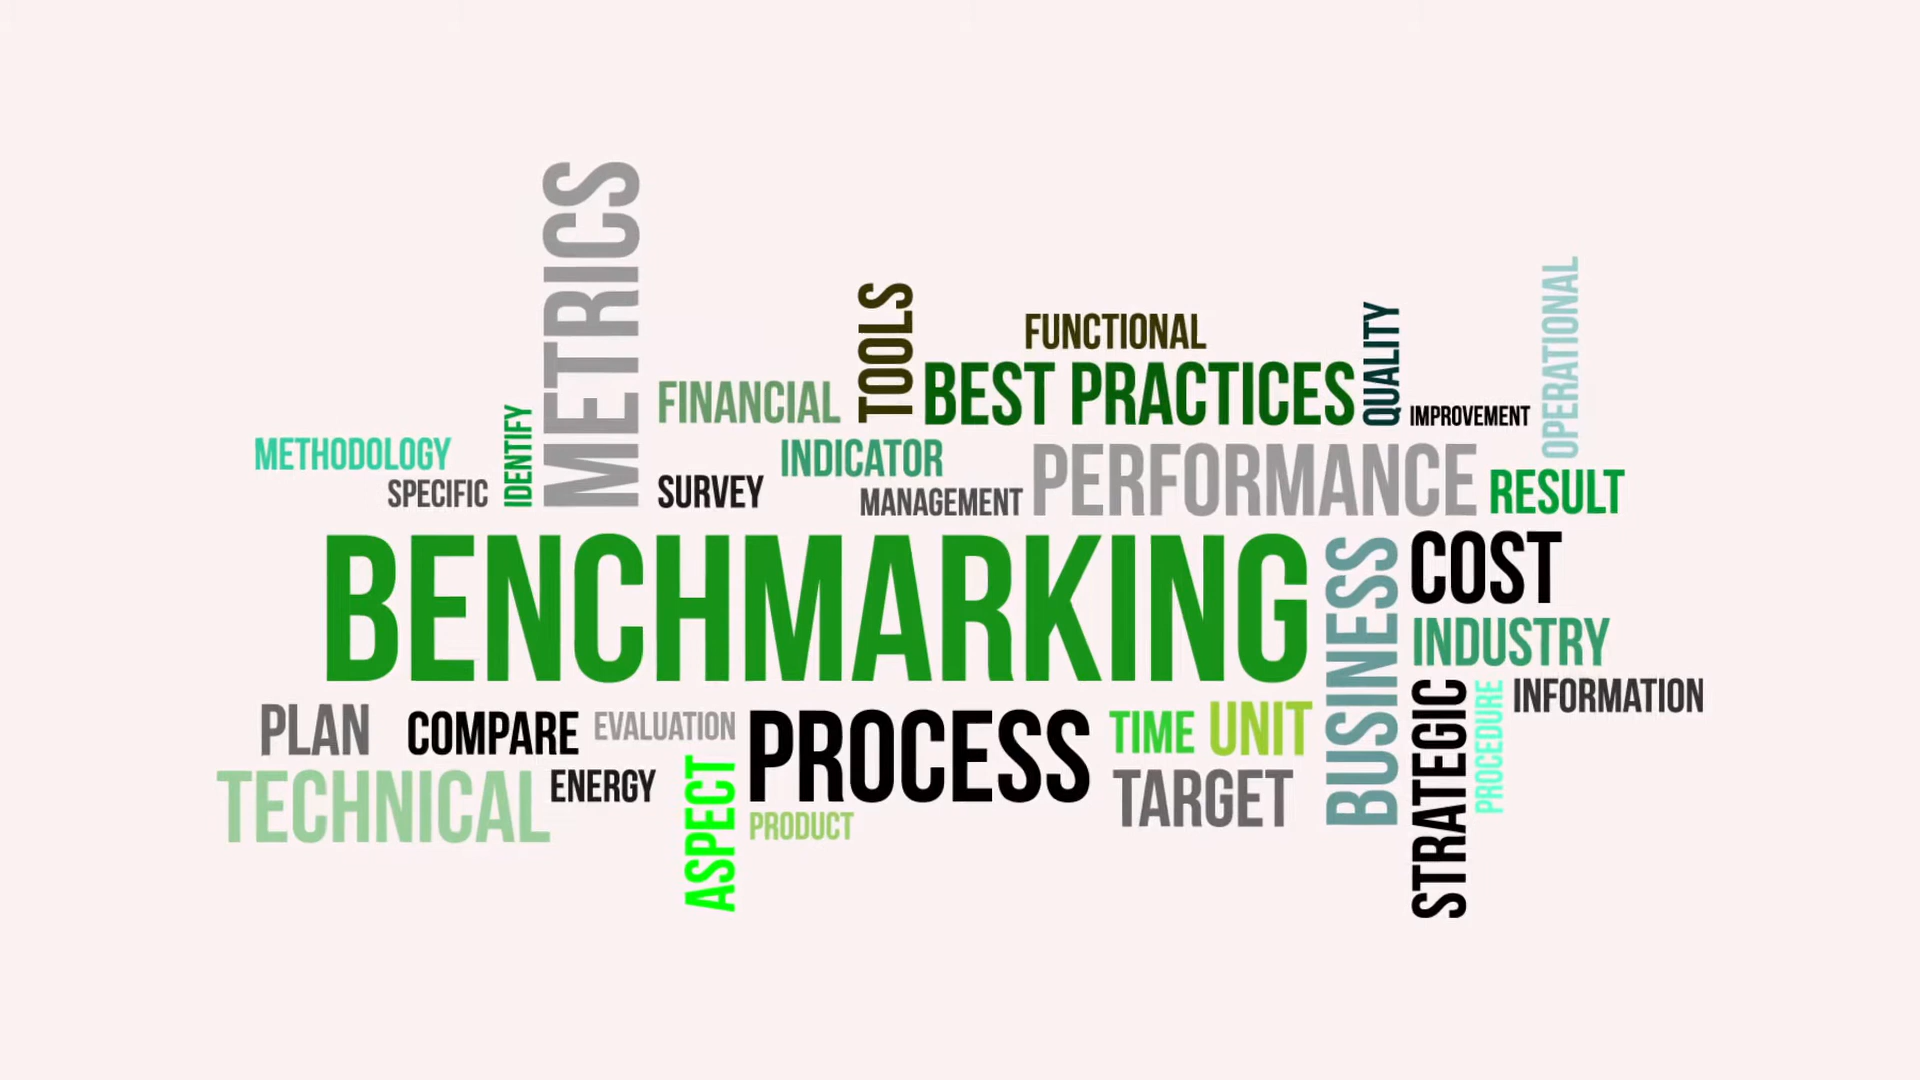 METRICS
OPERATIONAL
TOOLS
FUNCTIONAL
QUALITY
BEST PRACTICES
FINANCIAL
IMPROVEMENT
IDENTIFY
METHODOLOGY
INDICATOR
PERFORMANCE
SPECIFIC
SURVEY
MANAGEMENT
RESULT
BENCHMARKING
BUSINESS
COST
INDUSTRY
STRATEGIC
PROCEDURE
INFORMATION
PLAN
COMPARE
EVALUATION
PROCESS
TIME
UNIT
TECHNICAL
ENERGY
ASPECT
PRODUCT
TARGET